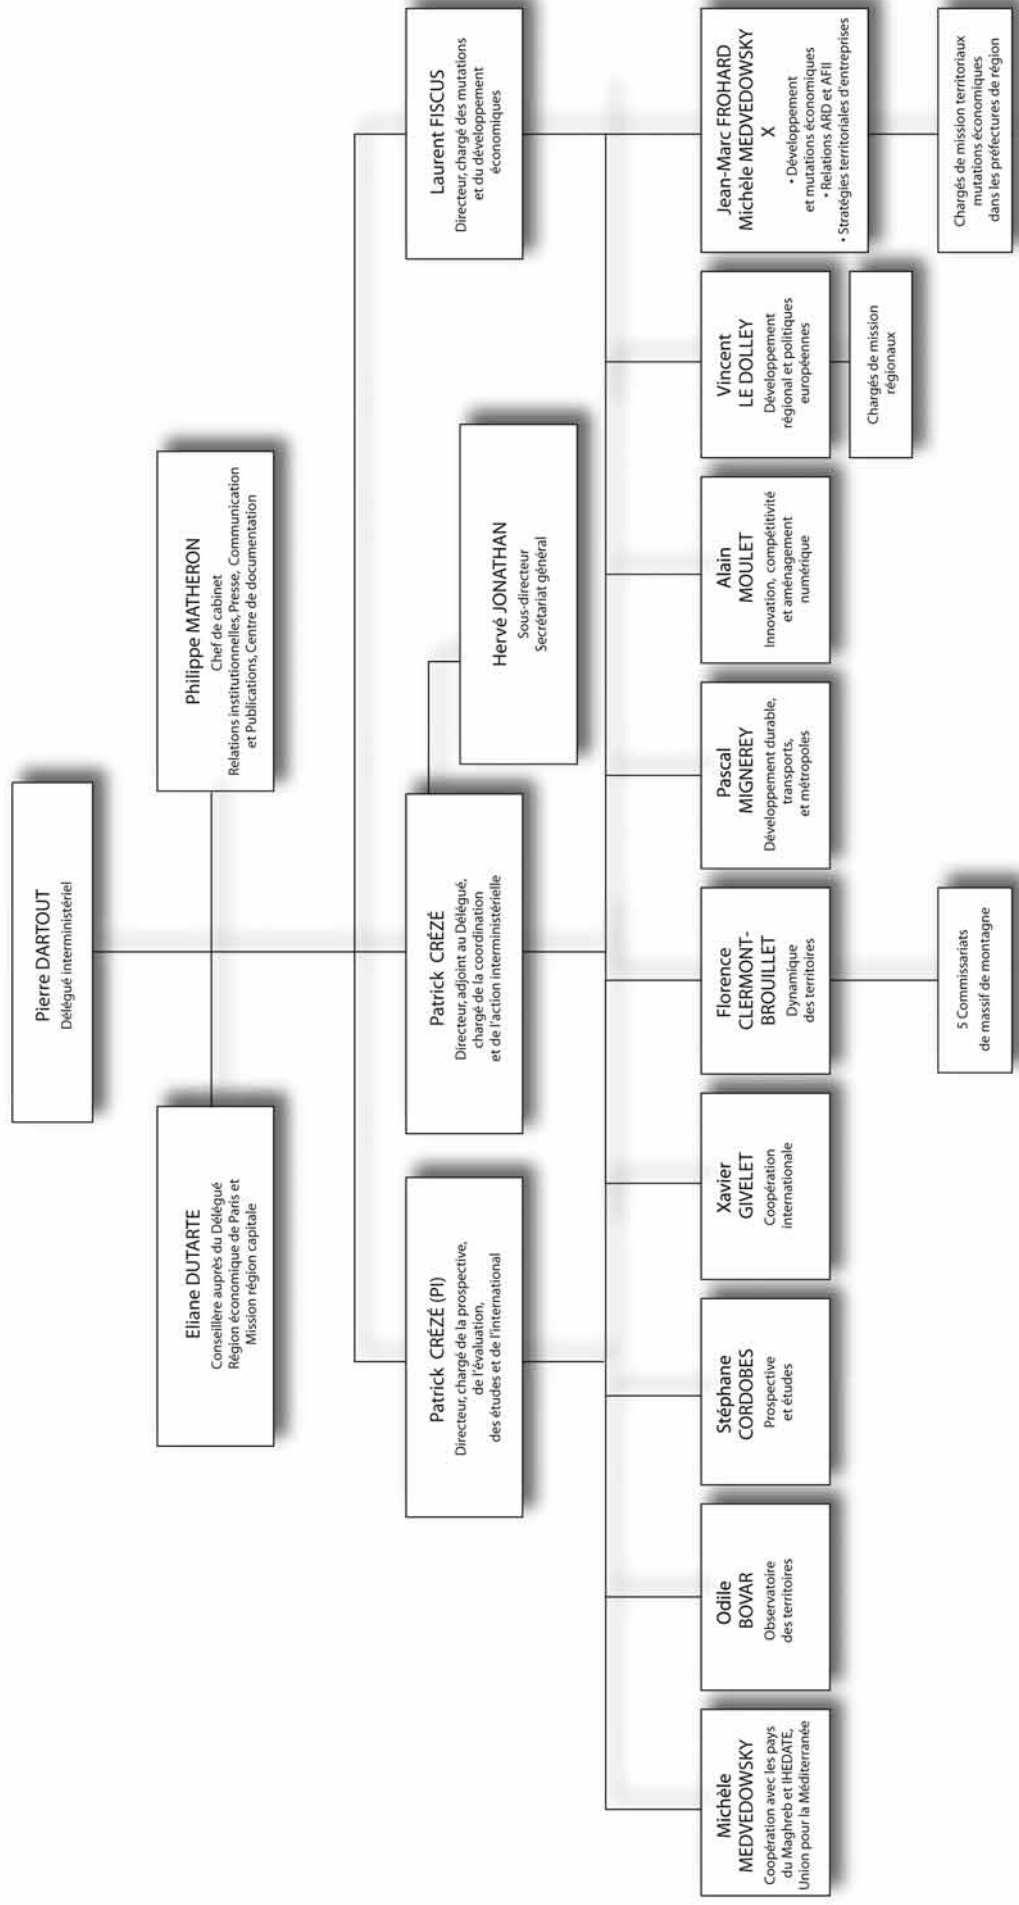 Pierre DARTOUT
Délégué interministériel
Eliane DUTARTE
Conseillère auprès du Délégué
Région économique de Paris et
Mission région capitale
Philippe MATHERON
Chef de cabinet
Relations institutionnelles, Presse, Communication
et Publications, Centre de documentation
Patrick CRÉZÉ (PI)
Directeur, chargé de la prospective,
de l'évaluation,
des études et de l'international
Patrick CRÉZÉ
Directeur, adjoint au Délégué,
chargé de la coordination
et de l'action interministérielle
Laurent FISCUS
Directeur, chargé des mutations
et du développement
économiques
Hervé JONATHAN
Sous-directeur
Secrétariat général
Michèle
MEDVEDOWSKY
Coopération avec les pays
du Maghreb et IHEDATE,
Union pour la Méditerranée
Odile
BOVAR
Observatoire
des territoires
Stéphane
CORDOBES
Prospective
et études
Xavier
GIVELET
Coopération
internationale
Florence
CLERMONT-
BROUILLET
Dynamique
des territoires
Pascal
MIGNEREY
Développement durable,
transports,
et métropoles
Alain
MOULET
Innovation, compétitivité
et aménagement
numérique
Vincent
LE DOLLEY
Développement
régional et politiques
européennes
Jean-Marc FROHARD
Michèle MEDVEDOWSKY
X
• Développement
et mutations économiques
• Relations ARD et AFII
• Stratégies territoriales d'entreprises
5 Commissariats
de massif de montagne
Chargés de mission
régionaux
Chargés de mission territoriaux
mutations économiques
dans les préfectures de région